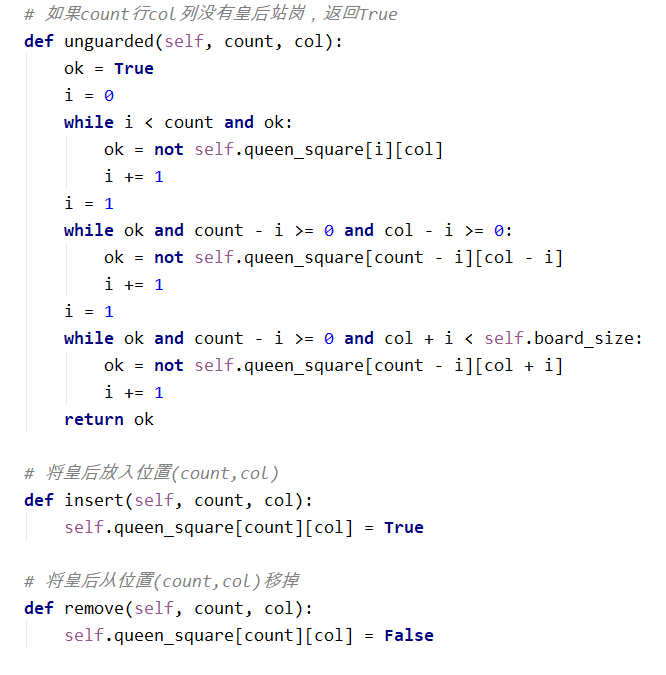 # 如果count行col列没有皇后站岗，返回True
def unguarded(self, count, col):
    ok = True
    i = 0
    while i < count and ok:
        ok = not self.queen_square[i][col]
        i += 1
    i = 1
    while ok and count - i >= 0 and col - i >= 0:
        ok = not self.queen_square[count - i][col - i]
        i += 1
    i = 1
    while ok and count - i >= 0 and col + i < self.board_size:
        ok = not self.queen_square[count - i][col + i]
        i += 1
    return ok
# 将皇后放入位置(count,col)
def insert(self, count, col):
    self.queen_square[count][col] = True
# 将皇后从位置(count,col)移掉
def remove(self, count, col):
    self.queen_square[count][col] = False